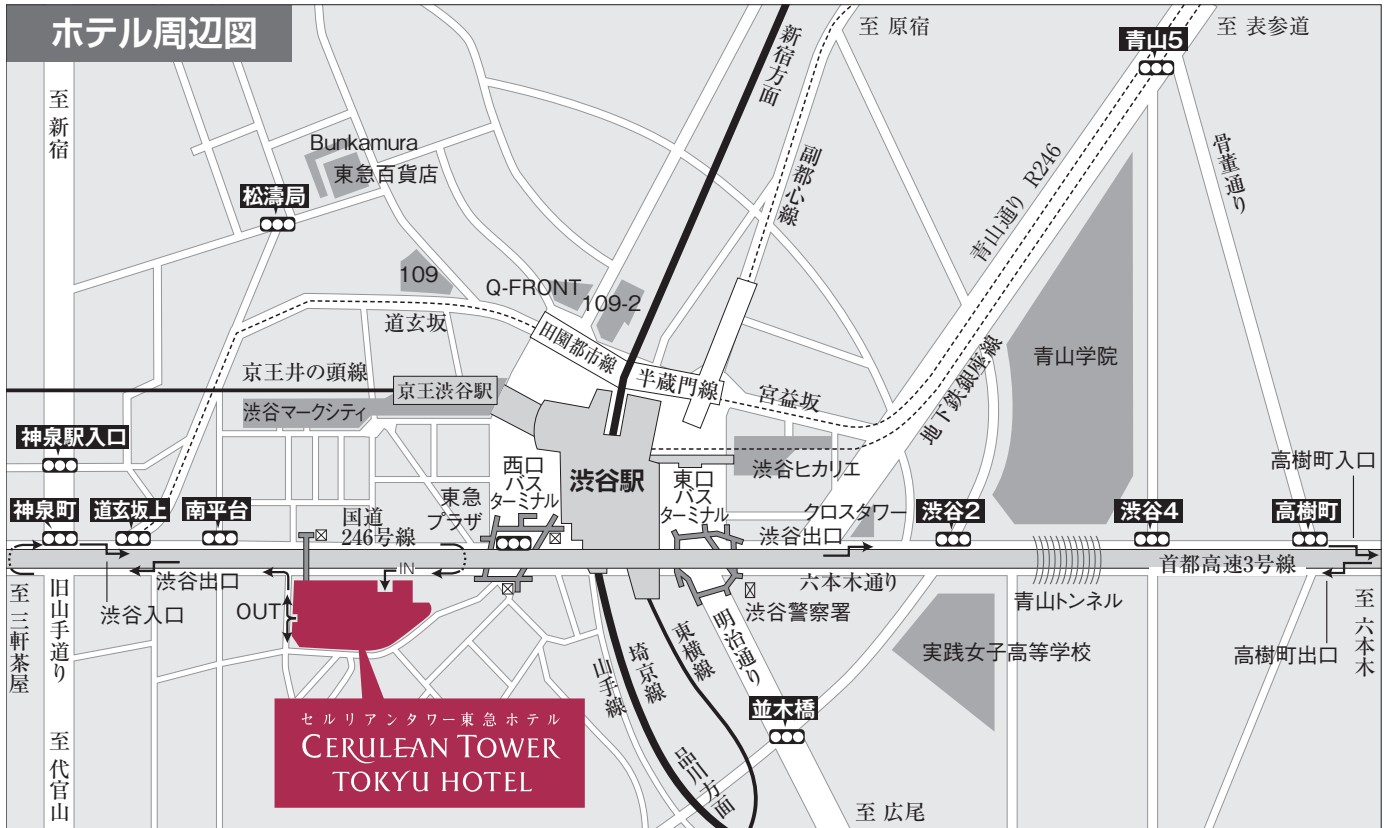 ホテル周辺図
至 新宿
Bunkamura
東急百貨店
松濤局
新宿方面
至 原宿
副都心線
青山5
至 表参道
骨董通り
青山通り R246
地下鉄銀座線
109
Q-FRONT
109-2
道玄坂
田園都市線
半蔵門線
宮益坂
青山学院
京王井の頭線
京王渋谷駅
渋谷マークシティ
渋谷駅
渋谷ヒカリエ
神泉駅入口
神泉町
道玄坂上
南平台
国道
246号線
東急
プラザ
西口
バス
ターミナル
東口
バス
ターミナル
クロスタワー
渋谷出口
渋谷2
渋谷4
高樹町
高樹町入口
首都高速3号線
IN
OUT
渋谷出口
渋谷入口
至 三軒茶屋
旧山手通り
至 代官山
六本木通り
渋谷警察署
青山トンネル
実践女子高等学校
高樹町出口
至 六本木
山手線
埼京線
東横線
明治通り
並木橋
品川方面
至 広尾
セルリアンタワー東急ホテル
CERULEAN TOWER
TOKYU HOTEL